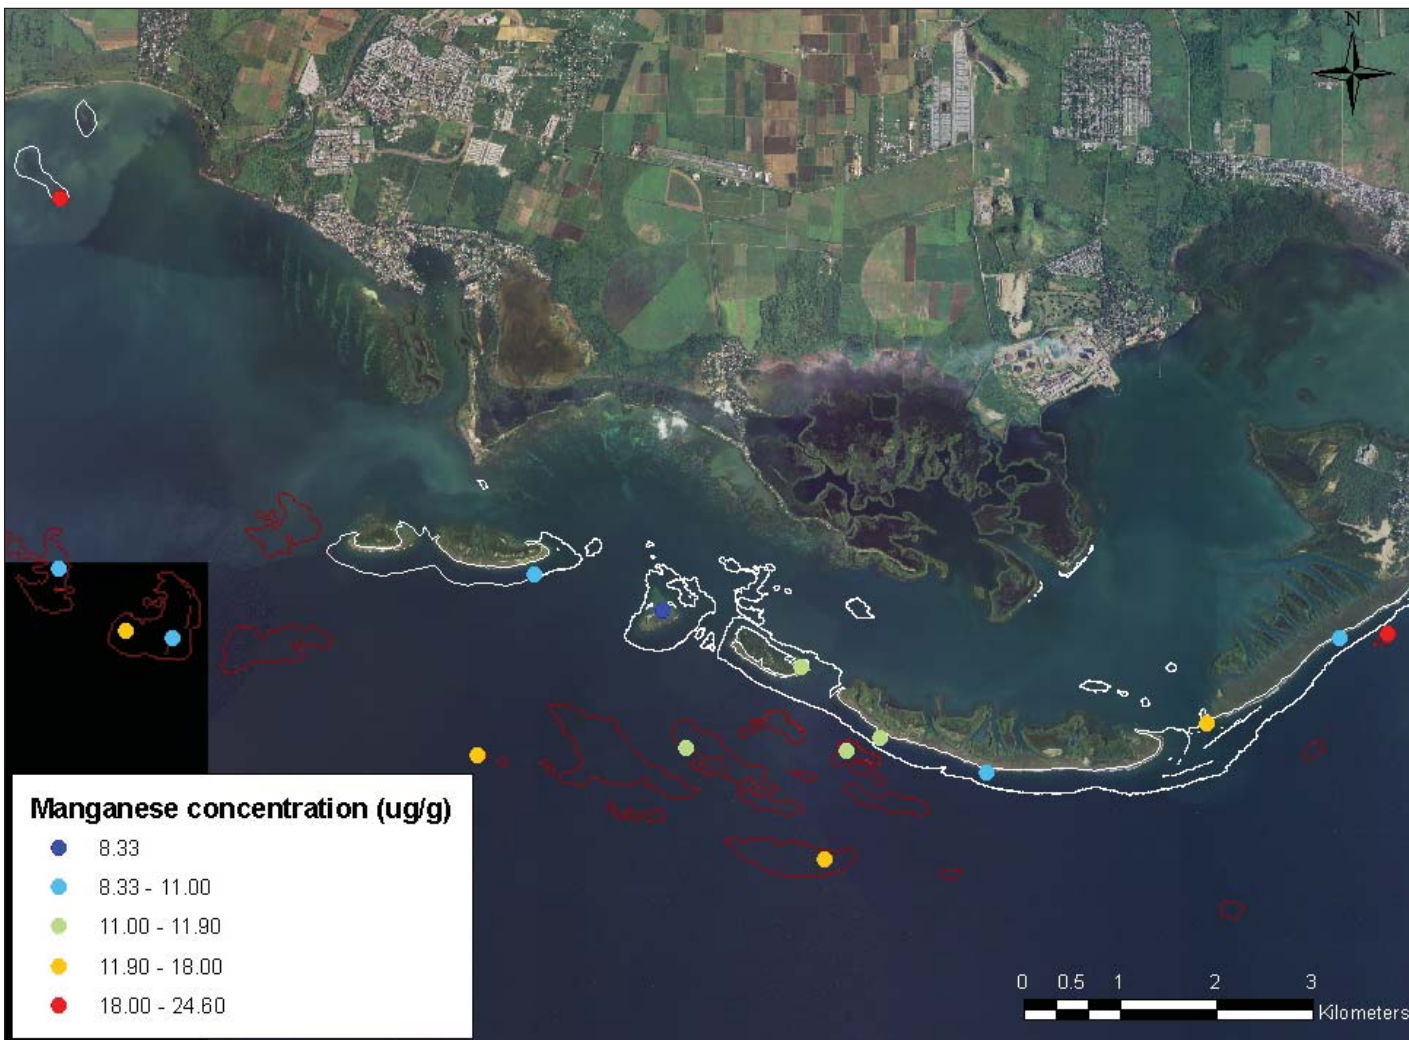 N
Manganese concentration (ug/g)
8.33
8.33 - 11.00
11.00 - 11.90
11.90 - 18.00
18.00 - 24.60
0 0.5 1 2 3
Kilometers